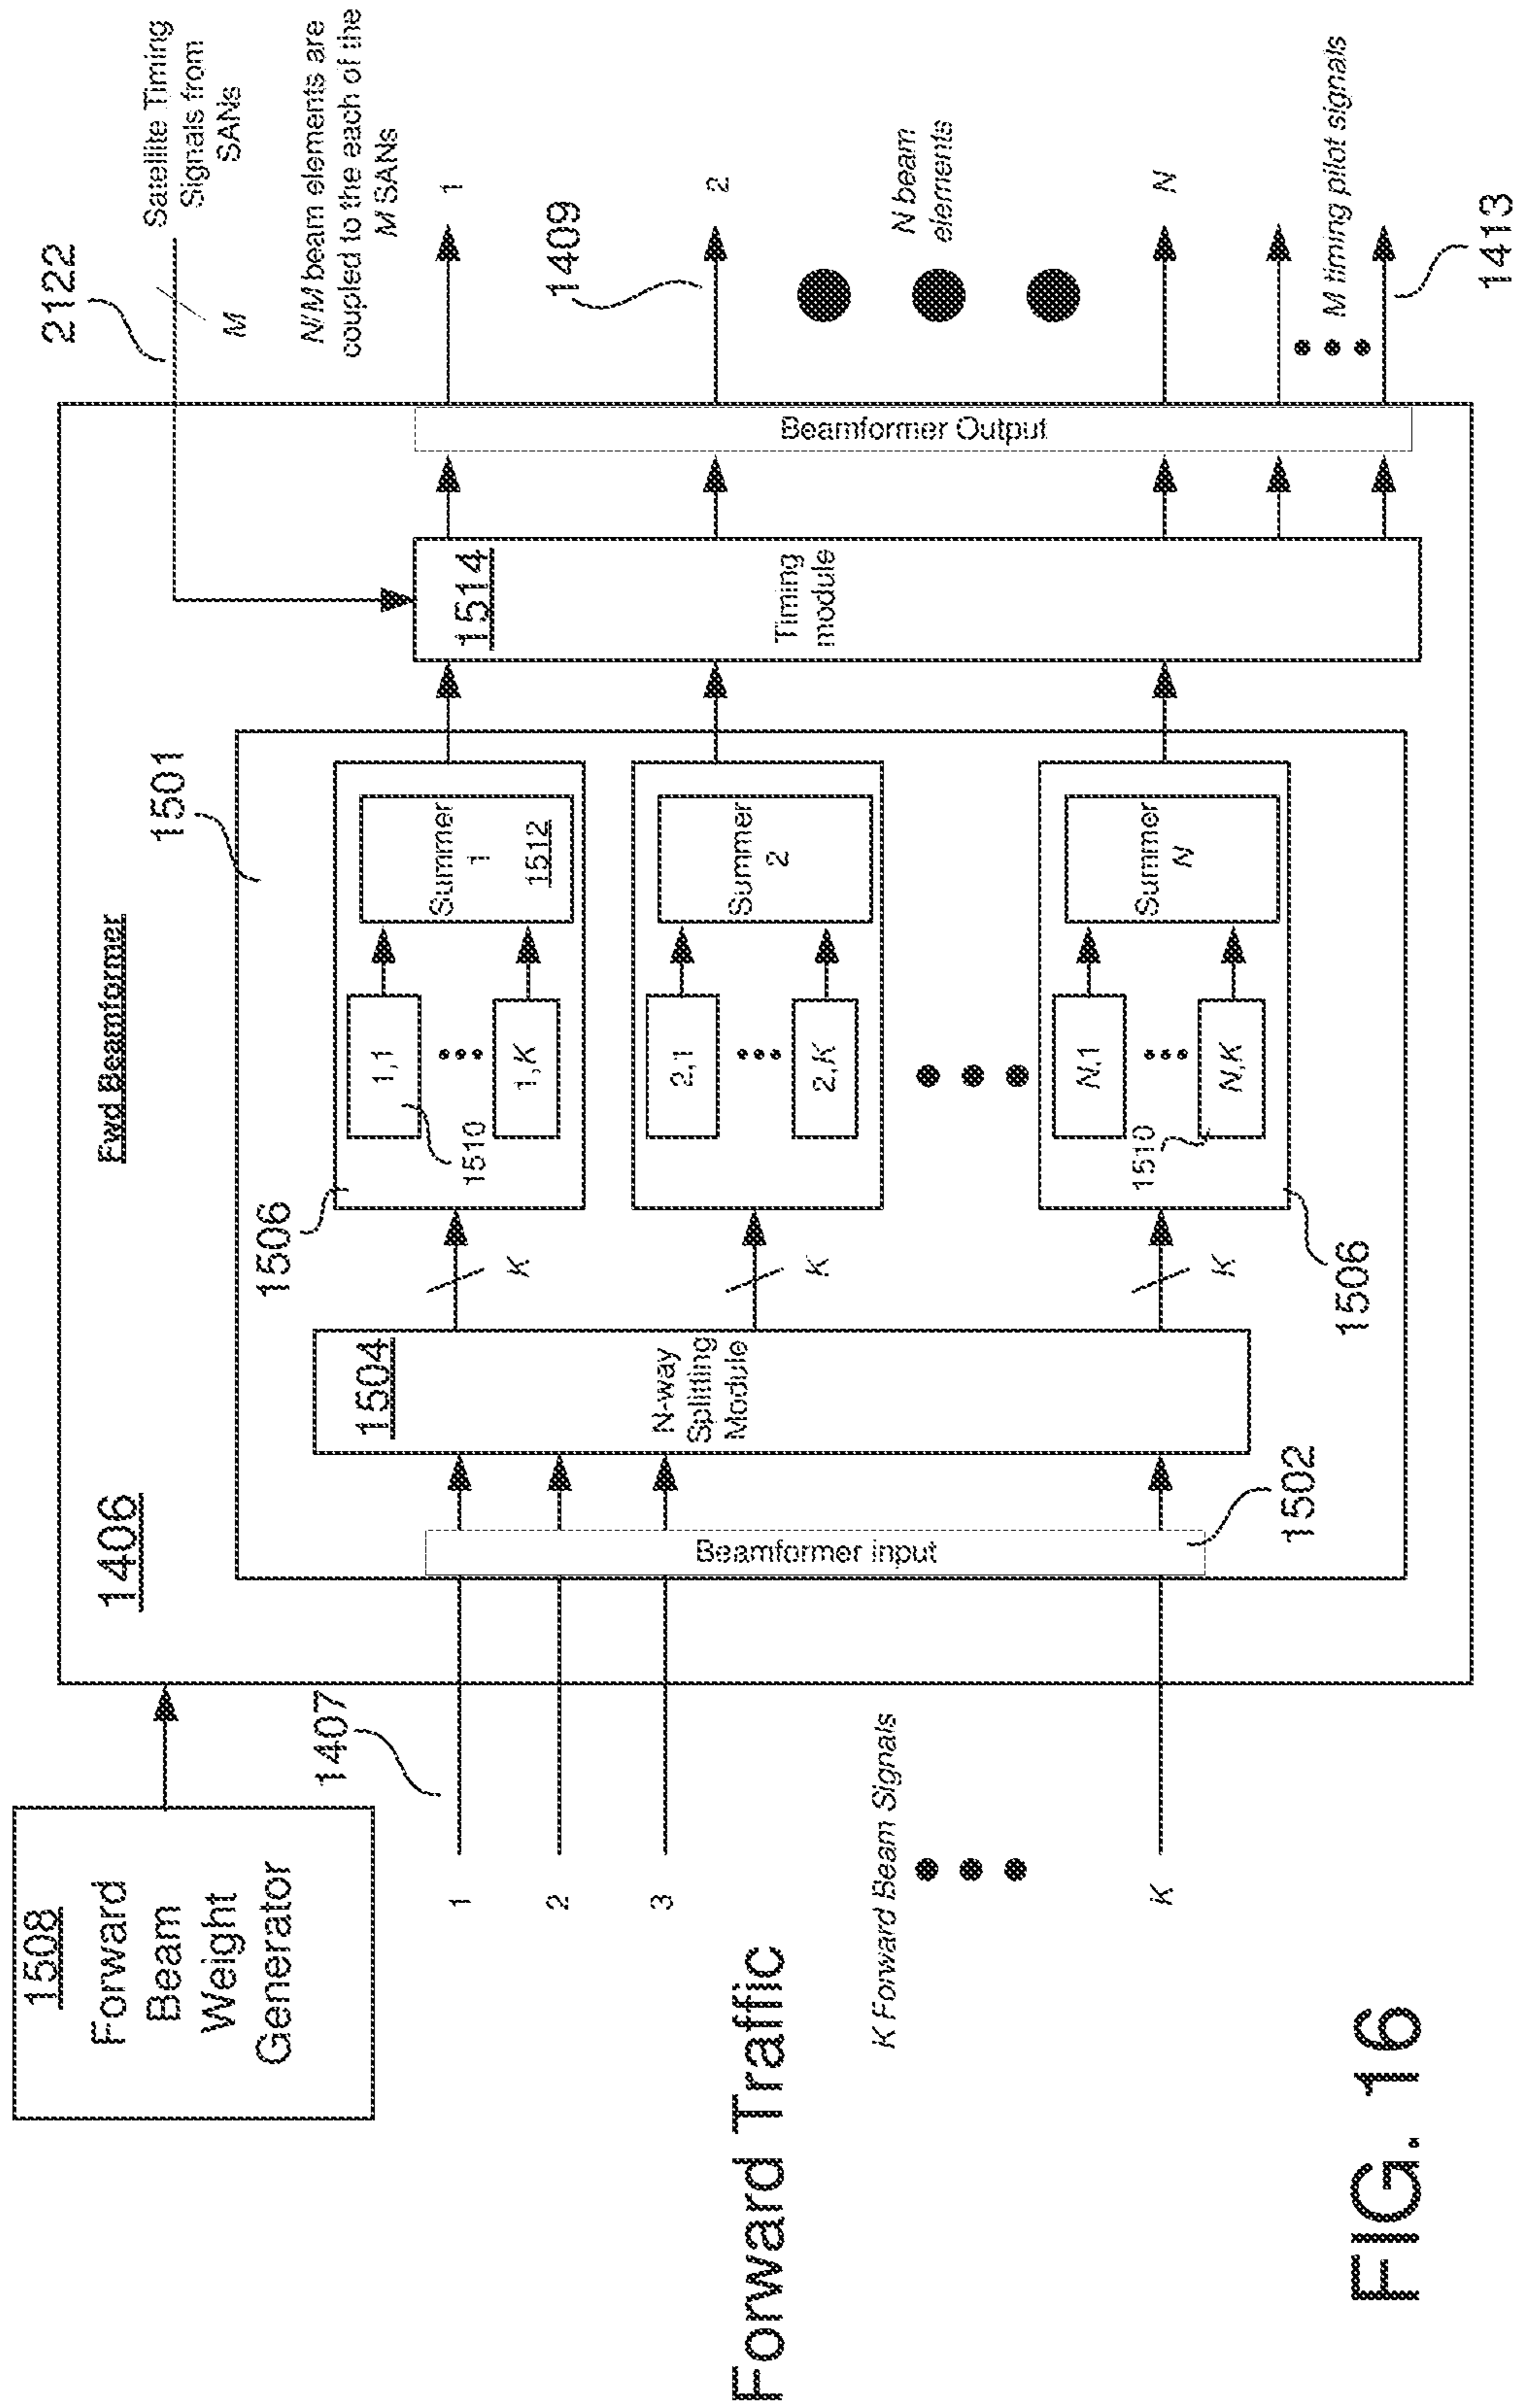 Forward Traffic
1508
Forward
Beam
Weight
Generator
1407
1
2
3
K Forward Beam Signals
K
1406
Fwd Beamformer
Beamformer input
1502
1504
N-way
Splitting
Module
K
K
K
1501
1506
1,1
1510
1,K
Summer
1
1512
2,1
2,K
Summer
2
N,1
1510
N,K
Summer
N
1506
1514
Timing
module
Beamformer Output
2122
M
Satellite Timing
Signals from
SANs
N/M beam elements are
coupled to the each of the
M SANs
1
1409
2
N beam
elements
N
M timing pilot signals
1413
FIG. 16